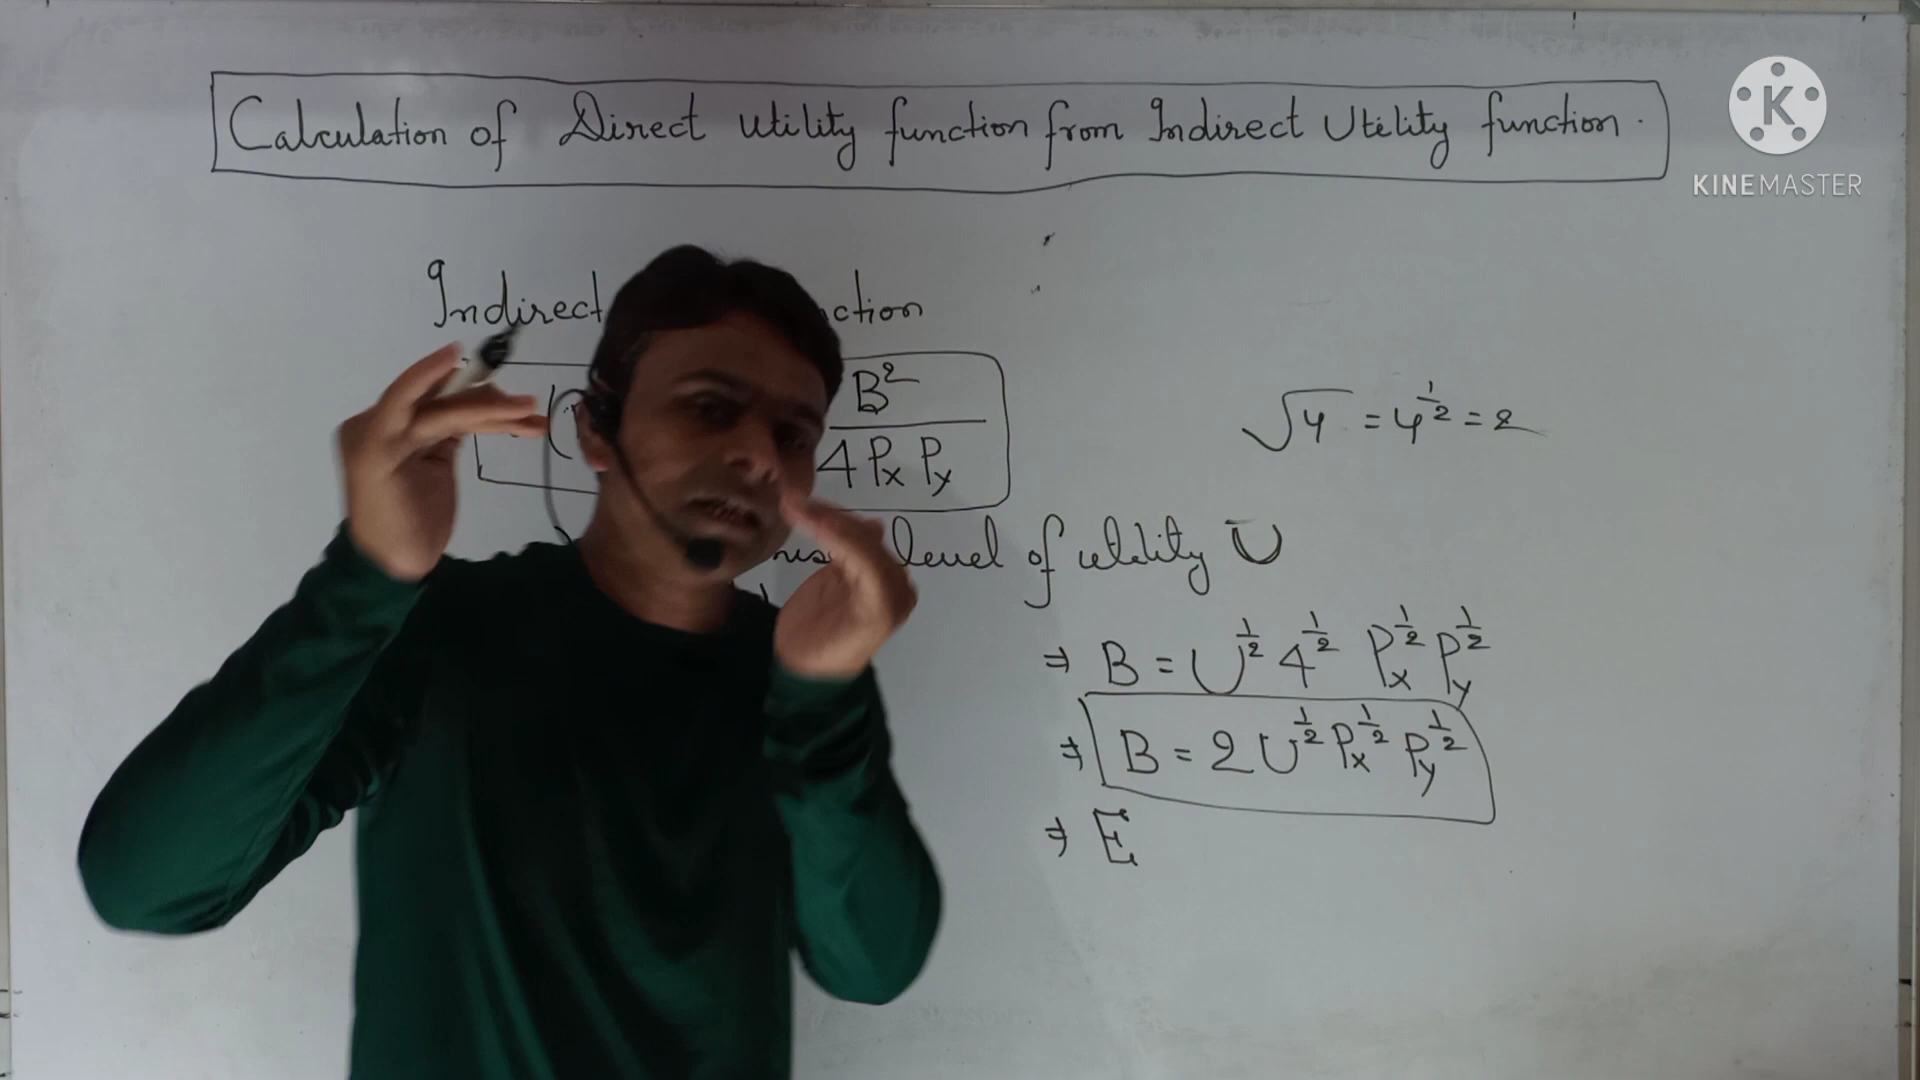 Calculation of Direct utility function from Indirect Utility function.
KINEMASTER
Indirect ction
B²
4 Px Py
√4 = 4^½ = 2
level of utility U
⇒ B = U^½ 4^½ Px^½ Py^½
⇒ B = 2 U^½ Px^½ Py^½
⇒ E